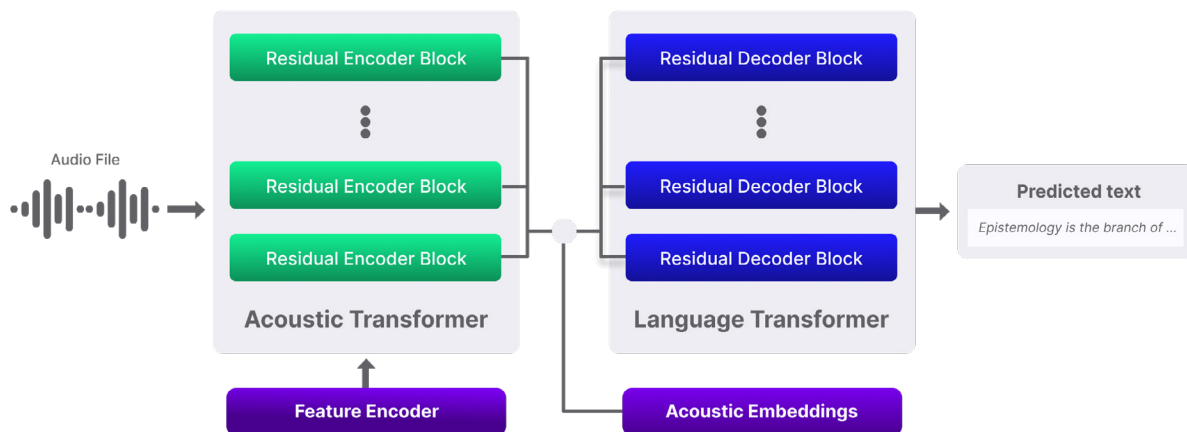 Audio File
Residual Encoder Block
Residual Encoder Block
Residual Encoder Block
Acoustic Transformer
Feature Encoder
Residual Decoder Block
Residual Decoder Block
Residual Decoder Block
Language Transformer
Acoustic Embeddings
Predicted text
Epistemology is the branch of ...